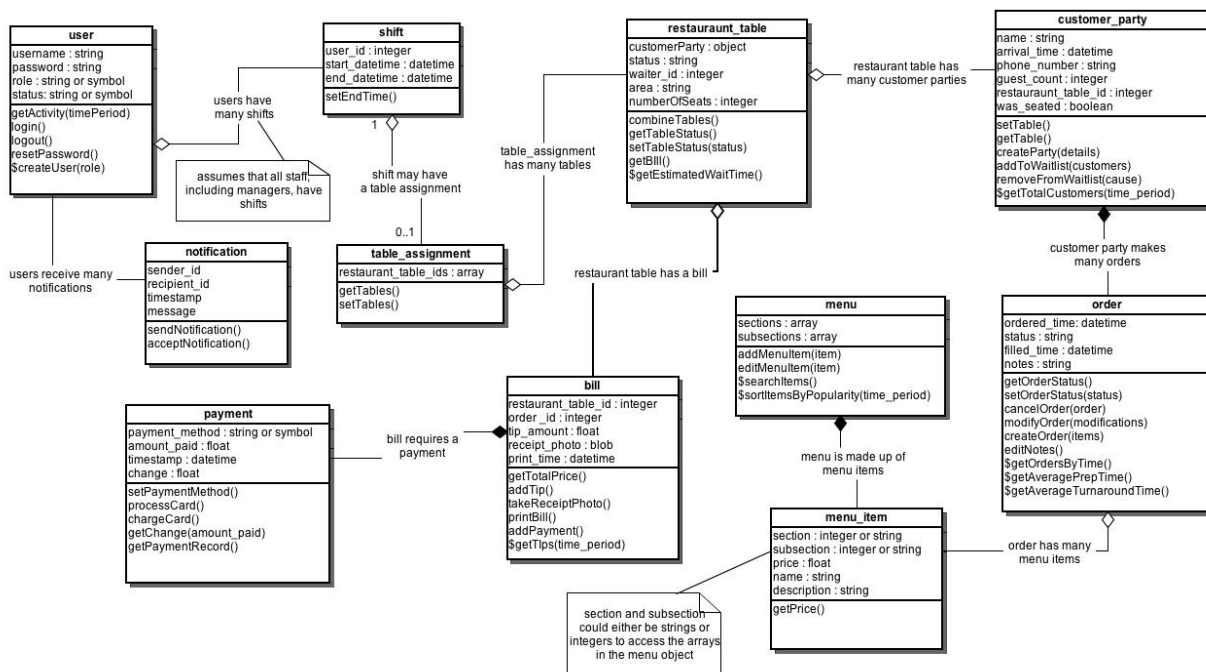 user
username : string
password : string
role : string or symbol
status: string or symbol
getActivity(timePeriod)
login()
logout()
resetPassword()
$createUser(role)
users have
many shifts
assumes that all staff,
including managers, have
shifts
shift
user_id : integer
start_datetime : datetime
end_datetime : datetime
setEndTime()
1
shift may have
a table assignment
0..1
table_assignment
restaurant_table_ids : array
getTables()
setTables()
table_assignment
has many tables
restauraunt_table
customerParty : object
status : string
waiter_id : integer
area : string
numberOfSeats : integer
combineTables()
getTableStatus()
setTableStatus(status)
getBIll()
$getEstimatedWaitTime()
restaurant table has
many customer parties
customer_party
name : string
arrival_time : datetime
phone_number : string
guest_count : integer
restauraunt_table_id : integer
was_seated : boolean
setTable()
getTable()
createParty(details)
addToWaitlist(customers)
removeFromWaitlist(cause)
$getTotalCustomers(time_period)
users receive many
notifications
notification
sender_id
recipient_id
timestamp
message
sendNotification()
acceptNotification()
restaurant table has a bill
customer party makes
many orders
menu
sections : array
subsections : array
addMenuItem(item)
editMenuItem(item)
$searchItems()
$sortItemsByPopularity(time_period)
order
ordered_time: datetime
status : string
filled_time : datetime
notes : string
getOrderStatus()
setOrderStatus(status)
cancelOrder(order)
modifyOrder(modifications)
createOrder(items)
editNotes()
$getOrdersByTime()
$getAveragePrepTime()
$getAverageTurnaroundTime()
payment
payment_method : string or symbol
amount_paid : float
timestamp : datetime
change : float
setPaymentMethod()
processCard()
chargeCard()
getChange(amount_paid)
getPaymentRecord()
bill requires a
payment
bill
restaurant_table_id : integer
order _id : integer
tip_amount : float
receipt_photo : blob
print_time : datetime
getTotalPrice()
addTip()
takeReceiptPhoto()
printBill()
addPayment()
$getTIps(time_period)
menu is made up of
menu items
menu_item
section : integer or string
subsection : integer or string
price : float
name : string
description : string
getPrice()
order has many
menu items
section and subsection
could either be strings or
integers to access the arrays
in the menu object